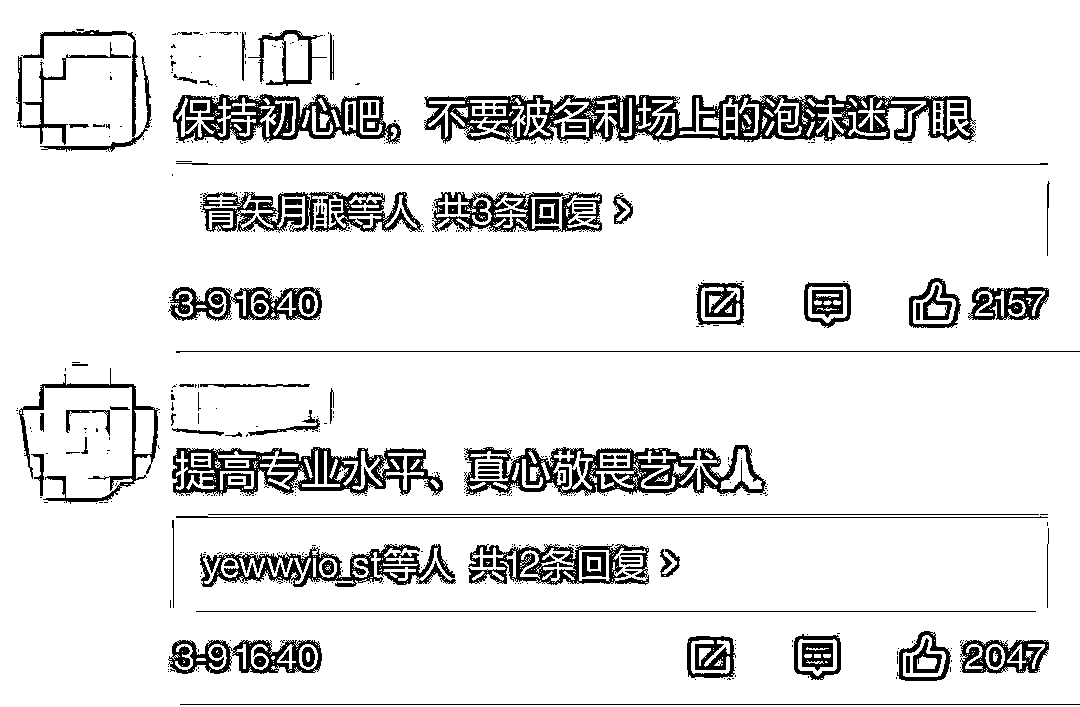 保持初心吧，不要被名利场上的泡沫迷了眼
青矢月酿等人 共3条回复 >
3-9 16:40
2157
提高专业水平、真心敬畏艺术🙏
yewwyio_st等人 共12条回复 >
3-9 16:40
2047